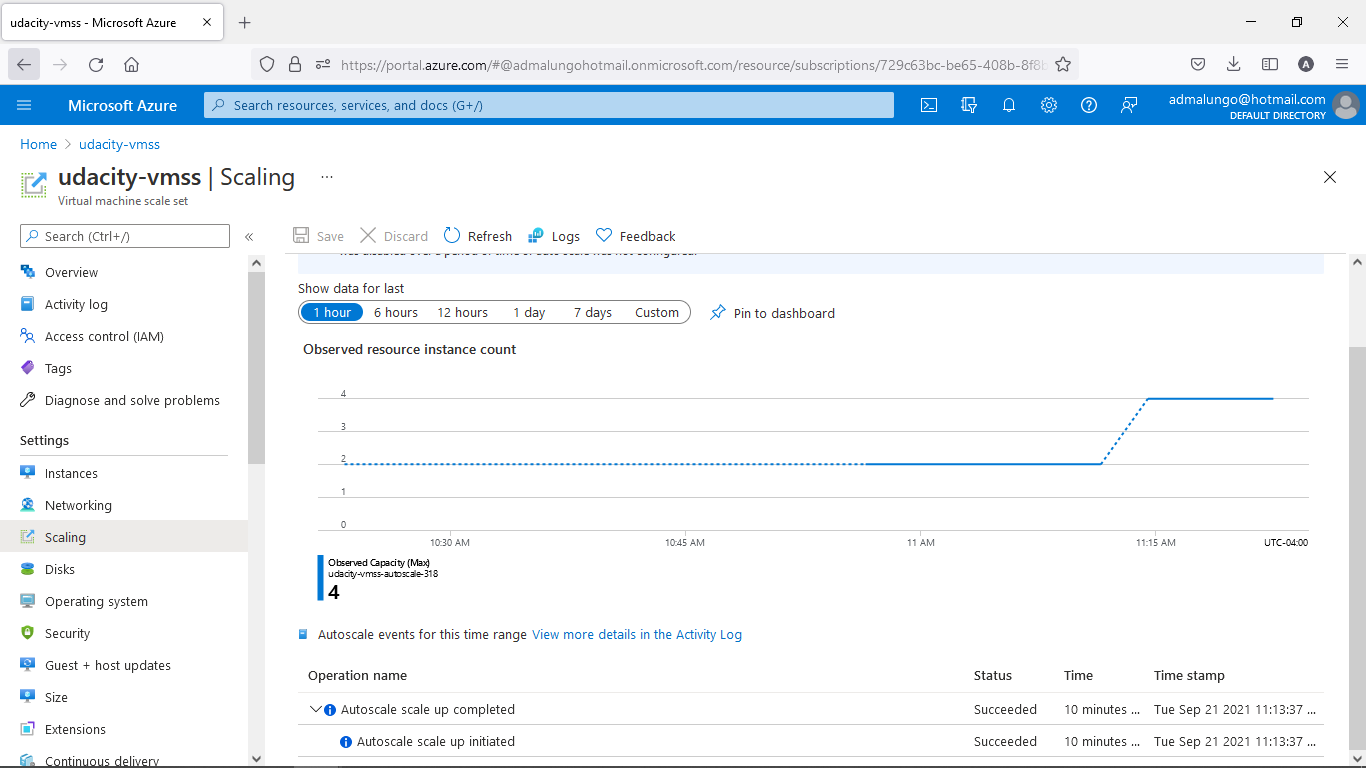 udacity-vmss - Microsoft Azure
https://portal.azure.com/#@admalungohotmail.onmicrosoft.com/resource/subscriptions/729c63bc-be65-408b-8f8b
A
Microsoft Azure
Search resources, services, and docs (G+/)
admalungo@hotmail.com
DEFAULT DIRECTORY
Home > udacity-vmss
udacity-vmss | Scaling ...
Virtual machine scale set
Search (Ctrl+/)
«
Save
Discard
Refresh
Logs
Feedback
Overview
Activity log
Access control (IAM)
Tags
Diagnose and solve problems
Settings
Instances
Networking
Scaling
Disks
Operating system
Security
Guest + host updates
Size
Extensions
Continuous delivery
Show data for last
1 hour
6 hours
12 hours
1 day
7 days
Custom
Pin to dashboard
Observed resource instance count
4
3
2
1
0
10:30 AM
10:45 AM
11 AM
11:15 AM
UTC-04:00
Observed Capacity (Max)
udacity-vmss-autoscale-318
4
Autoscale events for this time range View more details in the Activity Log
Operation name Status Time Time stamp
Autoscale scale up completed Succeeded 10 minutes ... Tue Sep 21 2021 11:13:37 ...
Autoscale scale up initiated Succeeded 10 minutes ... Tue Sep 21 2021 11:13:37 ...